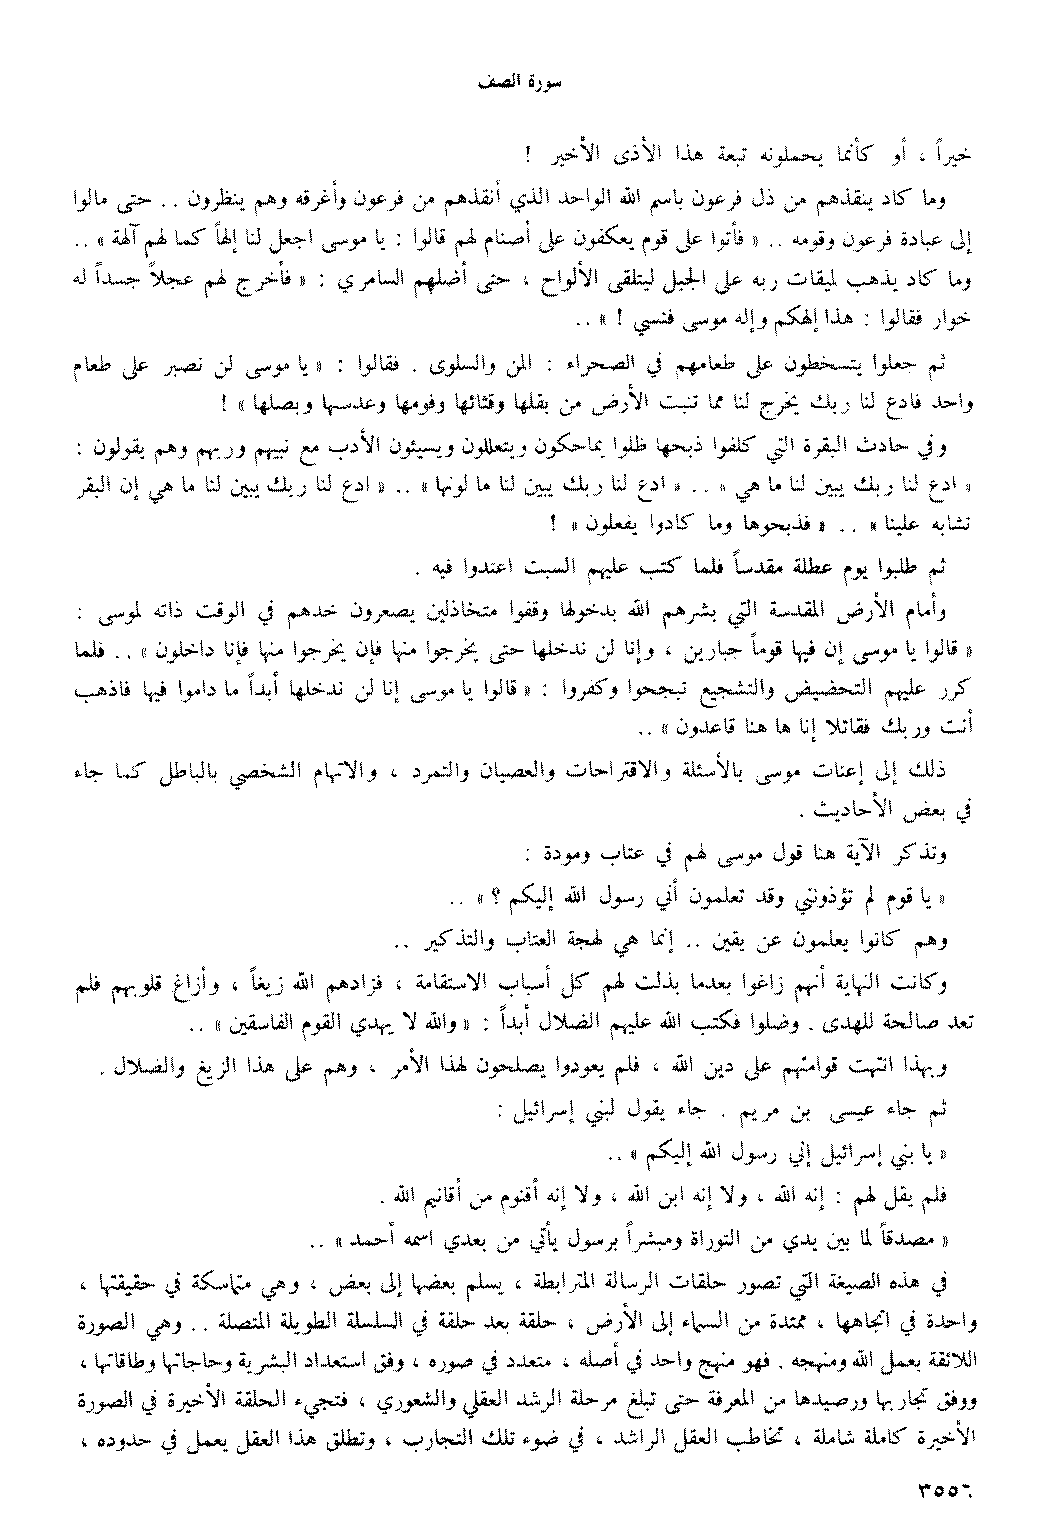 سورة الصف
خيراً ، أو كأنما يحملونه تبعة هذا الأذى الأخير !
وما كاد ينقذهم من ذل فرعون باسم الله الواحد الذي أنقذهم من فرعون وأغرقه وهم ينظرون .. حتى مالوا
إلى عبادة فرعون وقومه .. « فأتوا على قوم يعكفون على أصنام لهم قالوا : يا موسى اجعل لنا إلهاً كما لهم آلهة » ..
وما كاد يذهب لميقات ربه على الجبل ليتلقى الألواح ، حتى أضلهم السامري : « فأخرج لهم عجلاً جسداً له
خوار فقالوا : هذا إلهكم وإله موسى فنسي ! » ..
ثم جعلوا يتسخطون على طعامهم في الصحراء : المن والسلوى . فقالوا : « يا موسى لن نصبر على طعام
واحد فادع لنا ربك يخرج لنا مما تنبت الأرض من بقلها وقثائها وفومها وعدسها وبصلها » !
وفي حادث البقرة التي كلفوا ذبحها ظلوا يماحكون ويتعللون ويسيئون الأدب مع نبيهم وربهم وهم يقولون :
« ادع لنا ربك يبين لنا ما هي » .. « ادع لنا ربك يبين لنا ما لونها » .. « ادع لنا ربك يبين لنا ما هي إن البقر
تشابه علينا » .. « فذبحوها وما كادوا يفعلون » !
ثم طلبوا يوم عطلة مقدساً فلما كتب عليهم السبت اعتدوا فيه .
وأمام الأرض المقدسة التي بشرهم الله بدخولها وقفوا متخاذلين يصعرون خدهم في الوقت ذاته لموسى :
« قالوا يا موسى إن فيها قوماً جبارين ، وإنا لن ندخلها حتى يخرجوا منها فإن يخرجوا منها فإنا داخلون » .. فلما
كرر عليهم التحضيض والتشجيع تبجحوا وكفروا : « قالوا يا موسى إنا لن ندخلها أبداً ما داموا فيها فاذهب
أنت وربك فقاتلا إنا ها هنا قاعدون » ..
ذلك إلى إعنات موسى بالأسئلة والاقتراحات والعصيان والتمرد ، والاتهام الشخصي بالباطل كما جاء
في بعض الأحاديث .
وتذكر الآية هنا قول موسى لهم في عتاب ومودة :
« يا قوم لم تؤذونني وقد تعلمون أني رسول الله إليكم ؟ » ..
وهم كانوا يعلمون عن يقين .. إنما هي لهجة العتاب والتذكير ..
وكانت النهاية أنهم زاغوا بعدما بذلت لهم كل أسباب الاستقامة ، فزادهم الله زيغاً ، وأزاغ قلوبهم فلم
تعد صالحة للهدى . وضلوا فكتب الله عليهم الضلال أبداً : « والله لا يهدي القوم الفاسقين » ..
وبهذا انتهت قوامتهم على دين الله ، فلم يعودوا يصلحون لهذا الأمر ، وهم على هذا الزيغ والضلال .
ثم جاء عيسى بن مريم . جاء يقول لبني إسرائيل :
« يا بني إسرائيل إني رسول الله إليكم » ..
فلم يقل لهم : إنه الله ، ولا إنه ابن الله ، ولا إنه أقنوم من أقانيم الله .
« مصدقاً لما بين يدي من التوراة ومبشراً برسول يأتي من بعدي اسمه أحمد » ..
في هذه الصيغة التي تصور حلقات الرسالة المترابطة ، يسلم بعضها إلى بعض ، وهي متماسكة في حقيقتها ،
واحدة في اتجاهها ، ممتدة من السماء إلى الأرض ، حلقة بعد حلقة في السلسلة الطويلة المتصلة .. وهي الصورة
اللائقة بعمل الله ومنهجه . فهو منهج واحد في أصله ، متعدد في صوره ، وفق استعداد البشرية وحاجاتها وطاقاتها ،
ووفق تجاربها ورصيدها من المعرفة حتى تبلغ مرحلة الرشد العقلي والشعوري ، فتجيء الحلقة الأخيرة في الصورة
الأخيرة كاملة شاملة ، تخاطب العقل الراشد ، في ضوء تلك التجارب ، وتطلق هذا العقل يعمل في حدوده ،
٣٥٥٦